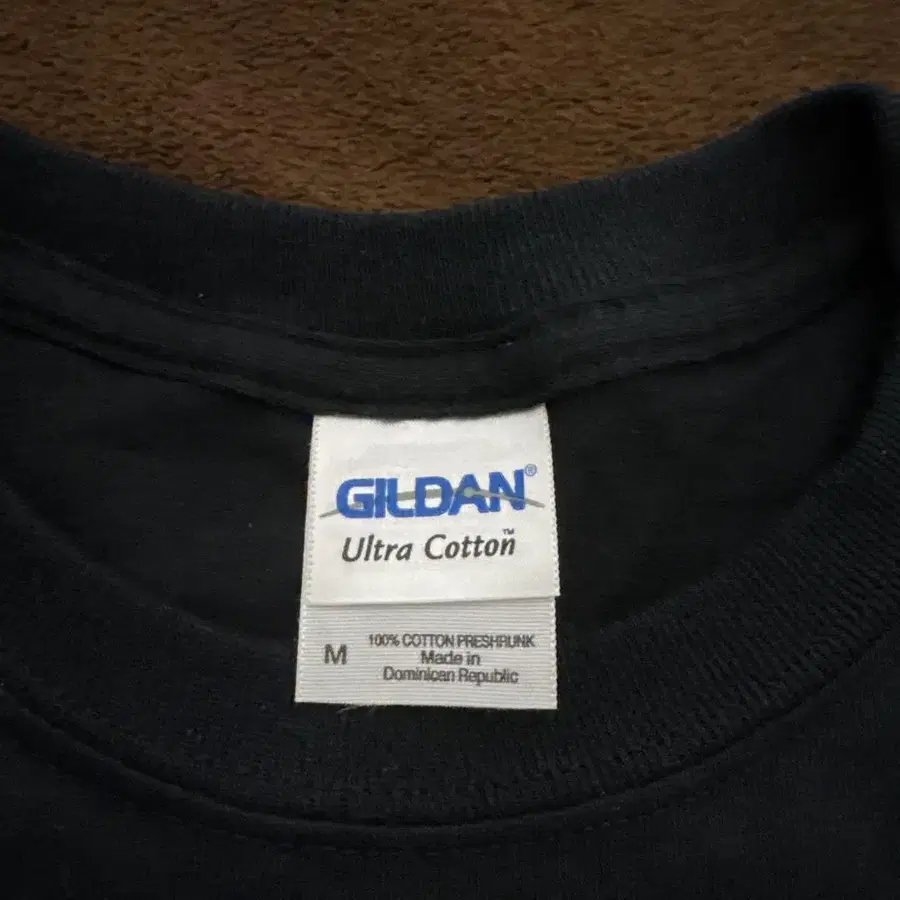 GILDAN®
Ultra Cotton™
M
100% COTTON PRESHRUNK
Made in
Dominican Republic